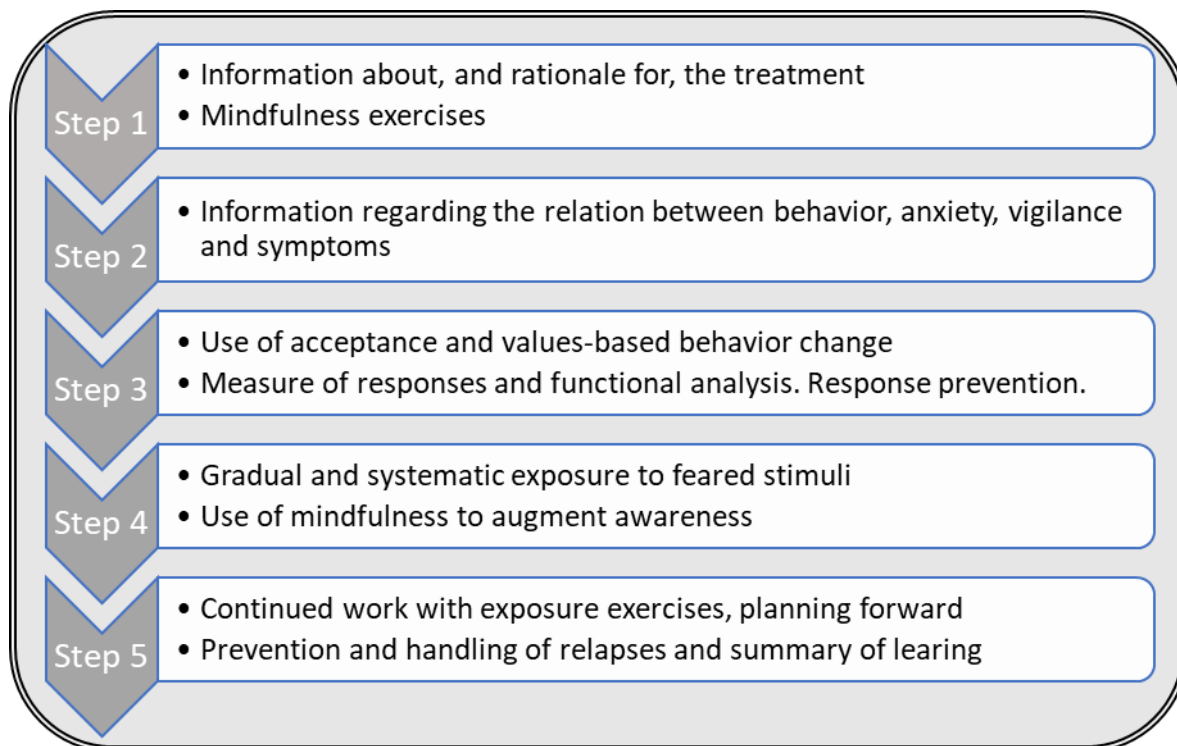 Step 1
• Information about, and rationale for, the treatment
• Mindfulness exercises
Step 2
• Information regarding the relation between behavior, anxiety, vigilance
and symptoms
Step 3
• Use of acceptance and values-based behavior change
• Measure of responses and functional analysis. Response prevention.
Step 4
• Gradual and systematic exposure to feared stimuli
• Use of mindfulness to augment awareness
Step 5
• Continued work with exposure exercises, planning forward
• Prevention and handling of relapses and summary of learing